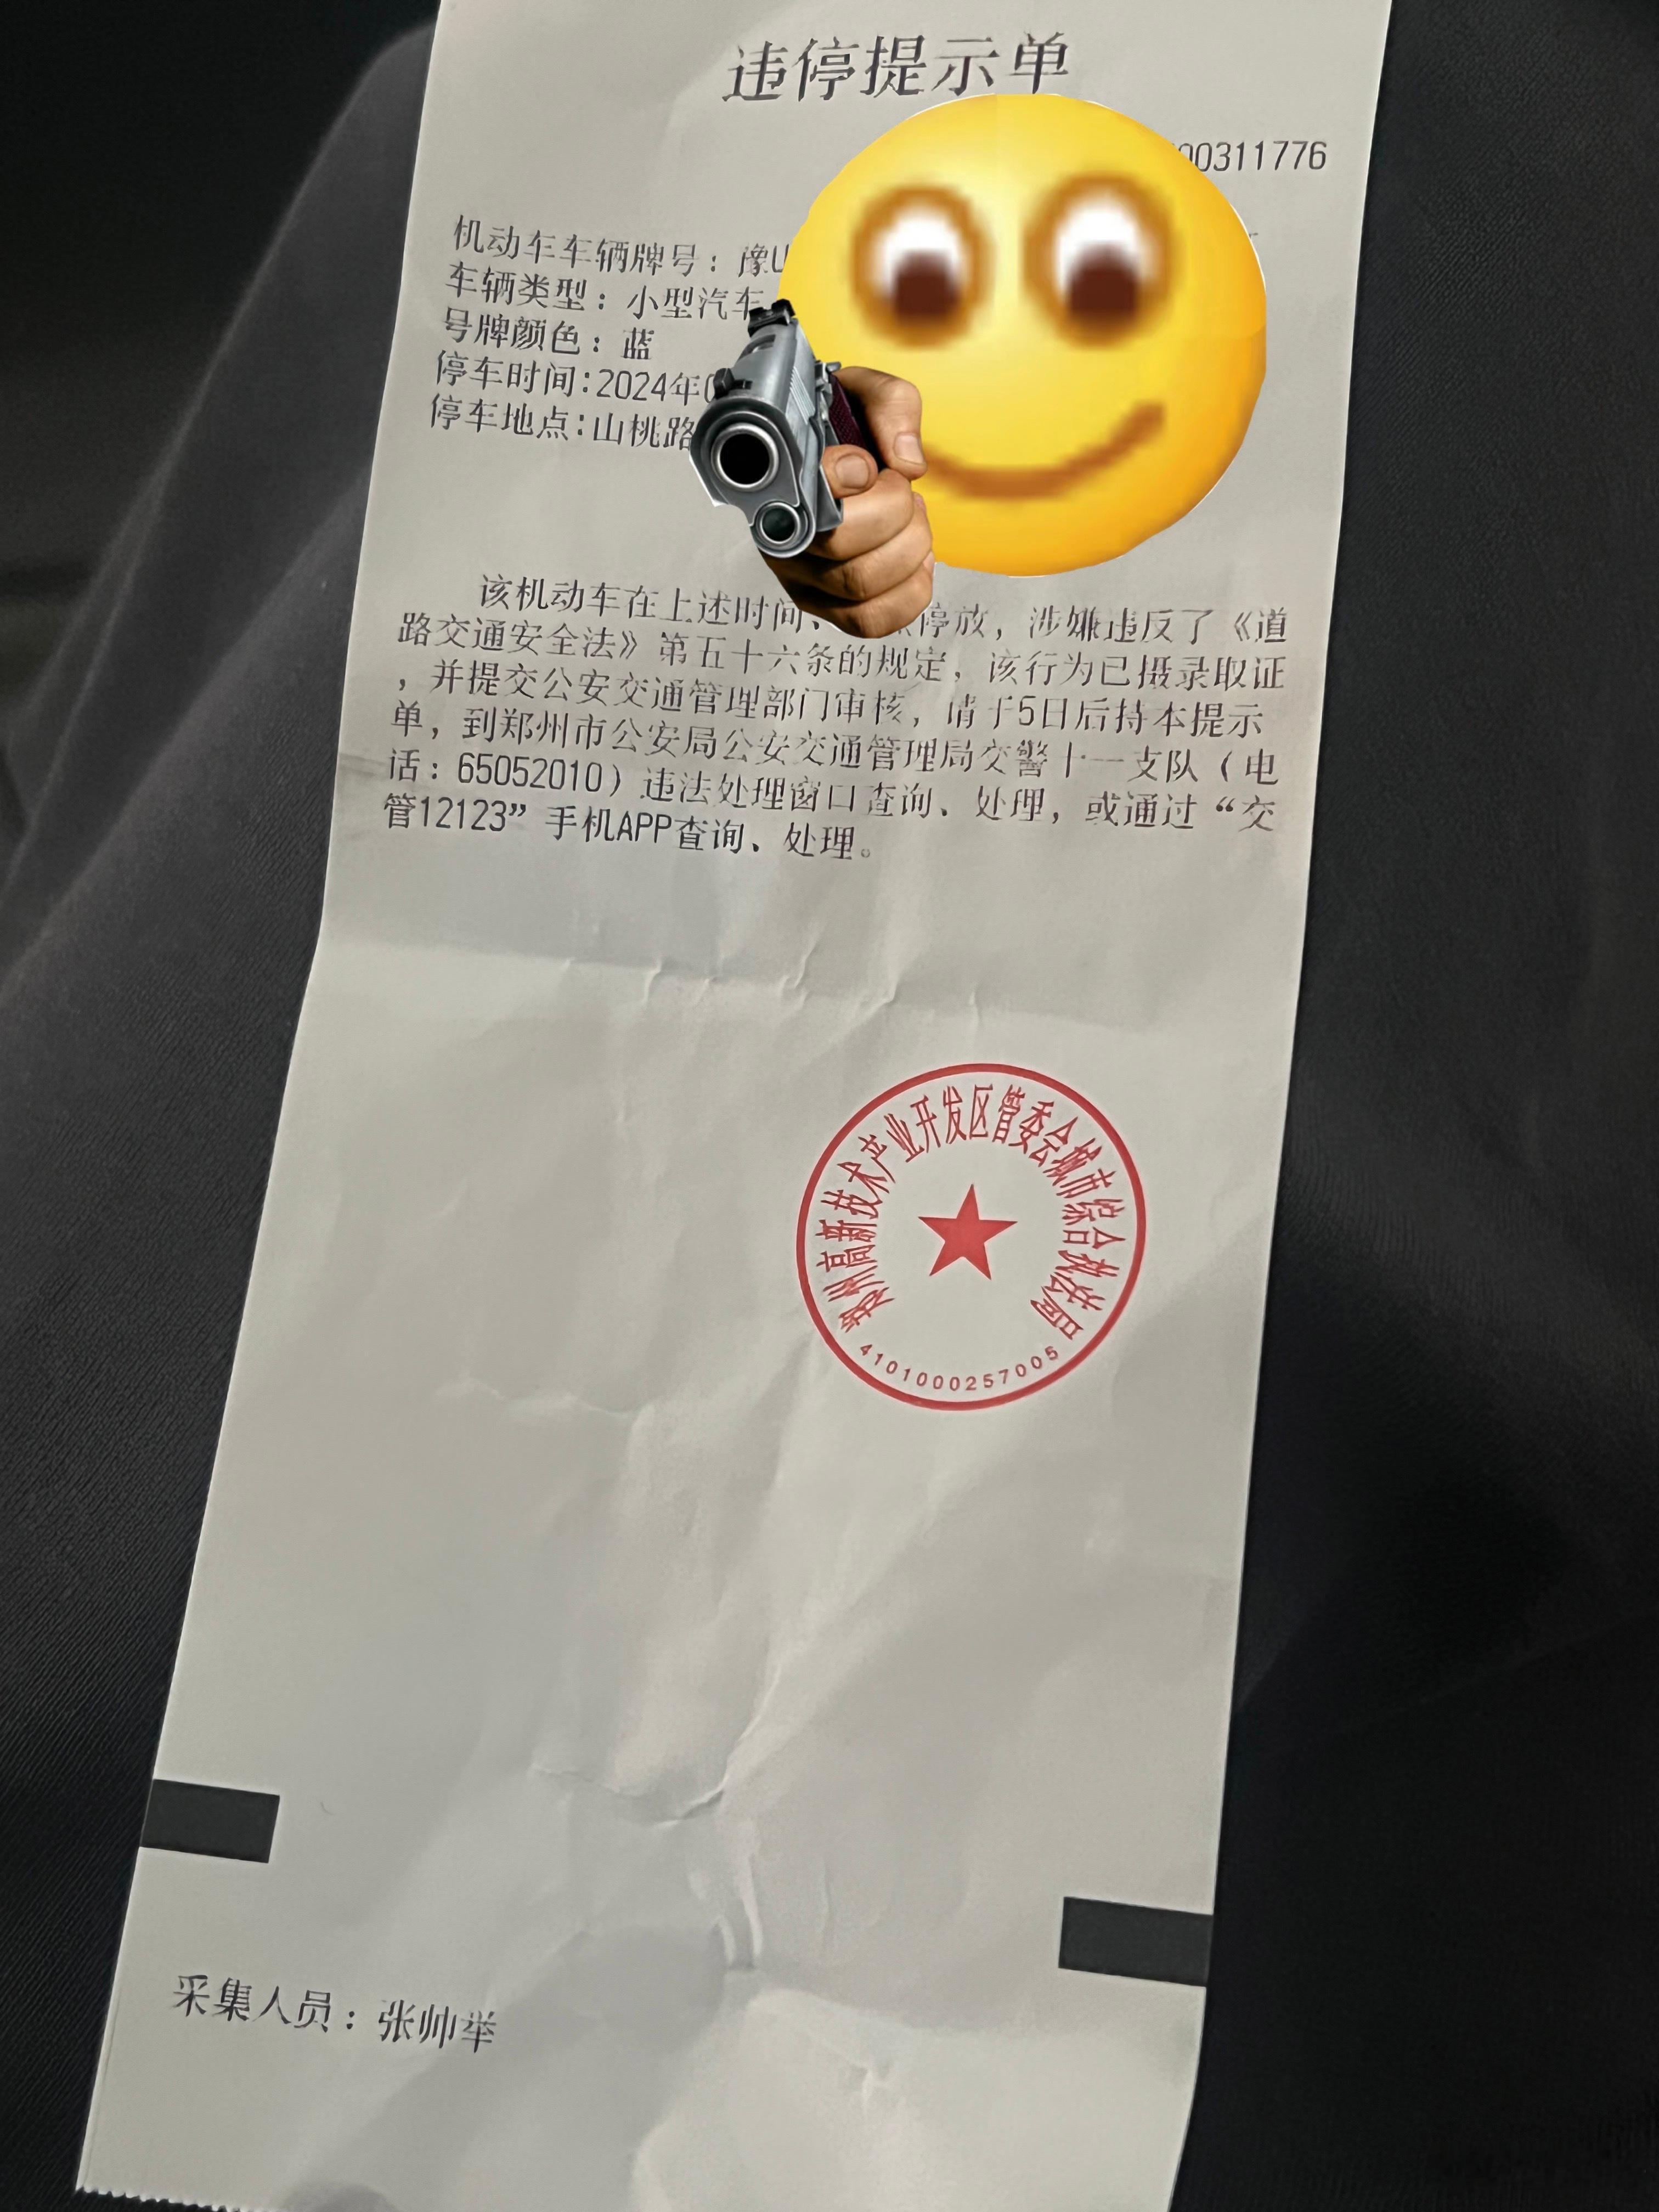 违停提示单
00311776
机动车车辆牌号：豫U
车辆类型：小型汽车
号牌颜色：蓝
停车时间:2024年0
停车地点:山桃路
该机动车在上述时间、 停放，涉嫌违反了《道
路交通安全法》第五十六条的规定，该行为已摄录取证
，并提交公安交通管理部门审核，请于5日后持本提示
单，到郑州市公安局公安交通管理局交警十一支队（电
话：65052010）违法处理窗口查询、处理，或通过“交
管12123”手机APP查询、处理。
郑州高新技术产业开发区管委会城市综合执法局
4101000257005
采集人员：张帅举